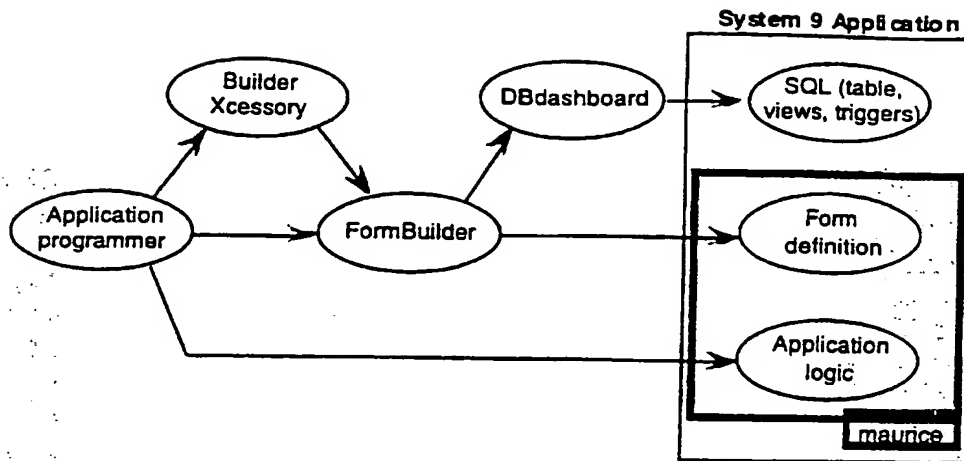 System 9 Application
Builder
Xcessory
DBdashboard
SQL (table,
views, triggers)
Application
programmer
FormBuilder
Form
definition
Application
logic
maurice